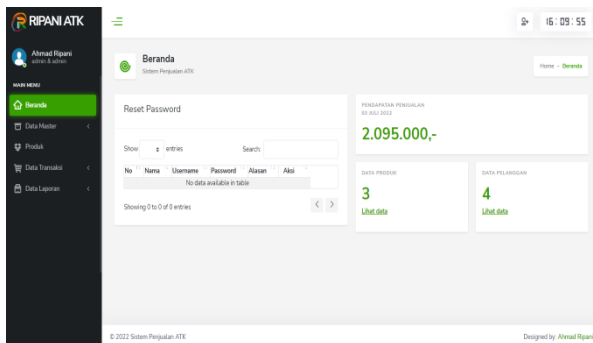 RIPANI ATK
16:09:55
Ahmad Ripani
admin & admin
MAIN MENU
Beranda
Data Master
Produk
Data Transaksi
Data Laporan
Beranda
Sistem Penjualan ATK
Home - Beranda
Reset Password
Show entries Search:
No Nama Username Password Alasan Aksi
No data available in table
Showing 0 to 0 of 0 entries
PENDAPATAN PENJUALAN
03 JULI 2022
2.095.000,-
DATA PRODUK
3
Lihat data
DATA PELANGGAN
4
Lihat data
© 2022 Sistem Penjualan ATK
Designed by: Ahmad Ripani